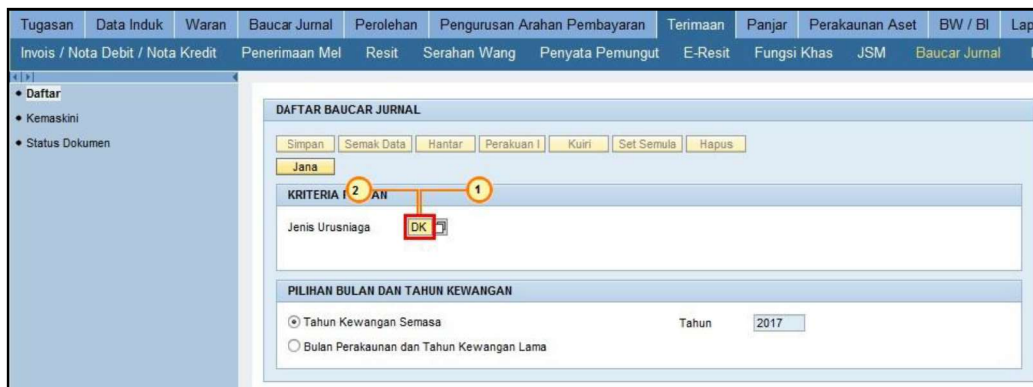 Tugasan Data Induk Waran Baucar Jurnal Perolehan Pengurusan Arahan Pembayaran Terimaan Panjar Perakaunan Aset BW / BI Lap
Invois / Nota Debit / Nota Kredit Penerimaan Mel Resit Serahan Wang Penyata Pemungut E-Resit Fungsi Khas JSM Baucar Jurnal
Daftar
Kemaskini
Status Dokumen
DAFTAR BAUCAR JURNAL
Simpan Semak Data Hantar Perakuan I Kuiri Set Semula Hapus
Jana
KRITERIA 2 AN 1
Jenis Urusniaga DK
PILIHAN BULAN DAN TAHUN KEWANGAN
Tahun Kewangan Semasa Tahun 2017
Bulan Perakaunan dan Tahun Kewangan Lama